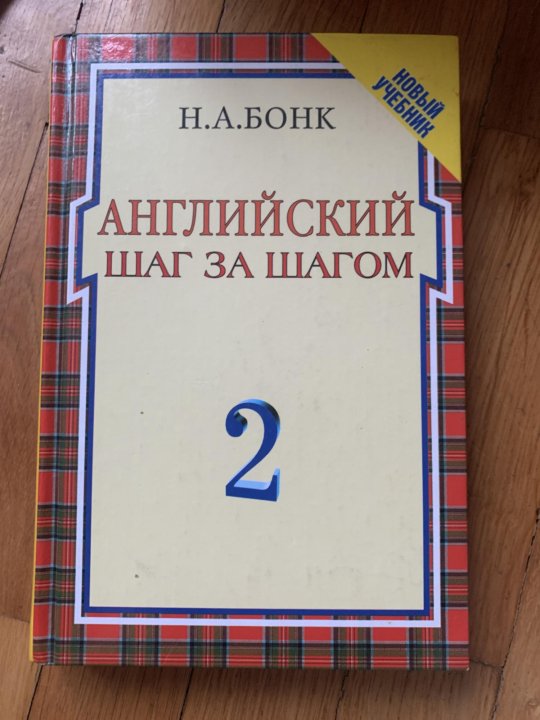 НОВЫЙ
УЧЕБНИК
Н.А.БОНК
АНГЛИЙСКИЙ
ШАГ ЗА ШАГОМ
2